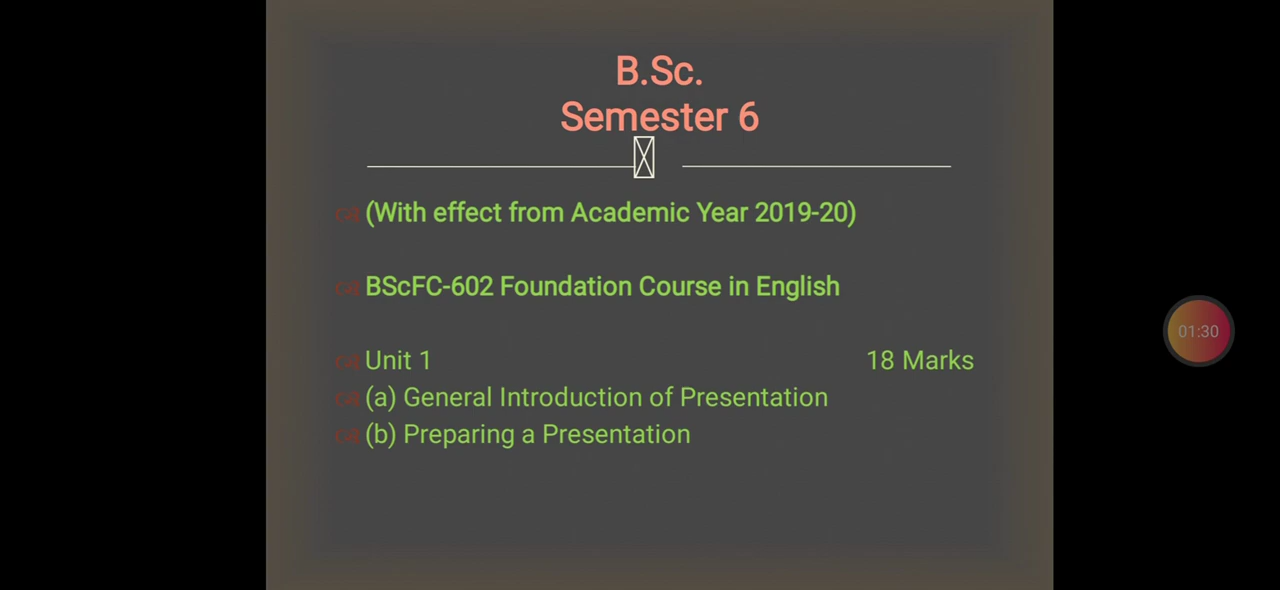 B.Sc.
Semester 6
(With effect from Academic Year 2019-20)
BScFC-602 Foundation Course in English
Unit 1 18 Marks
(a) General Introduction of Presentation
(b) Preparing a Presentation
01:30